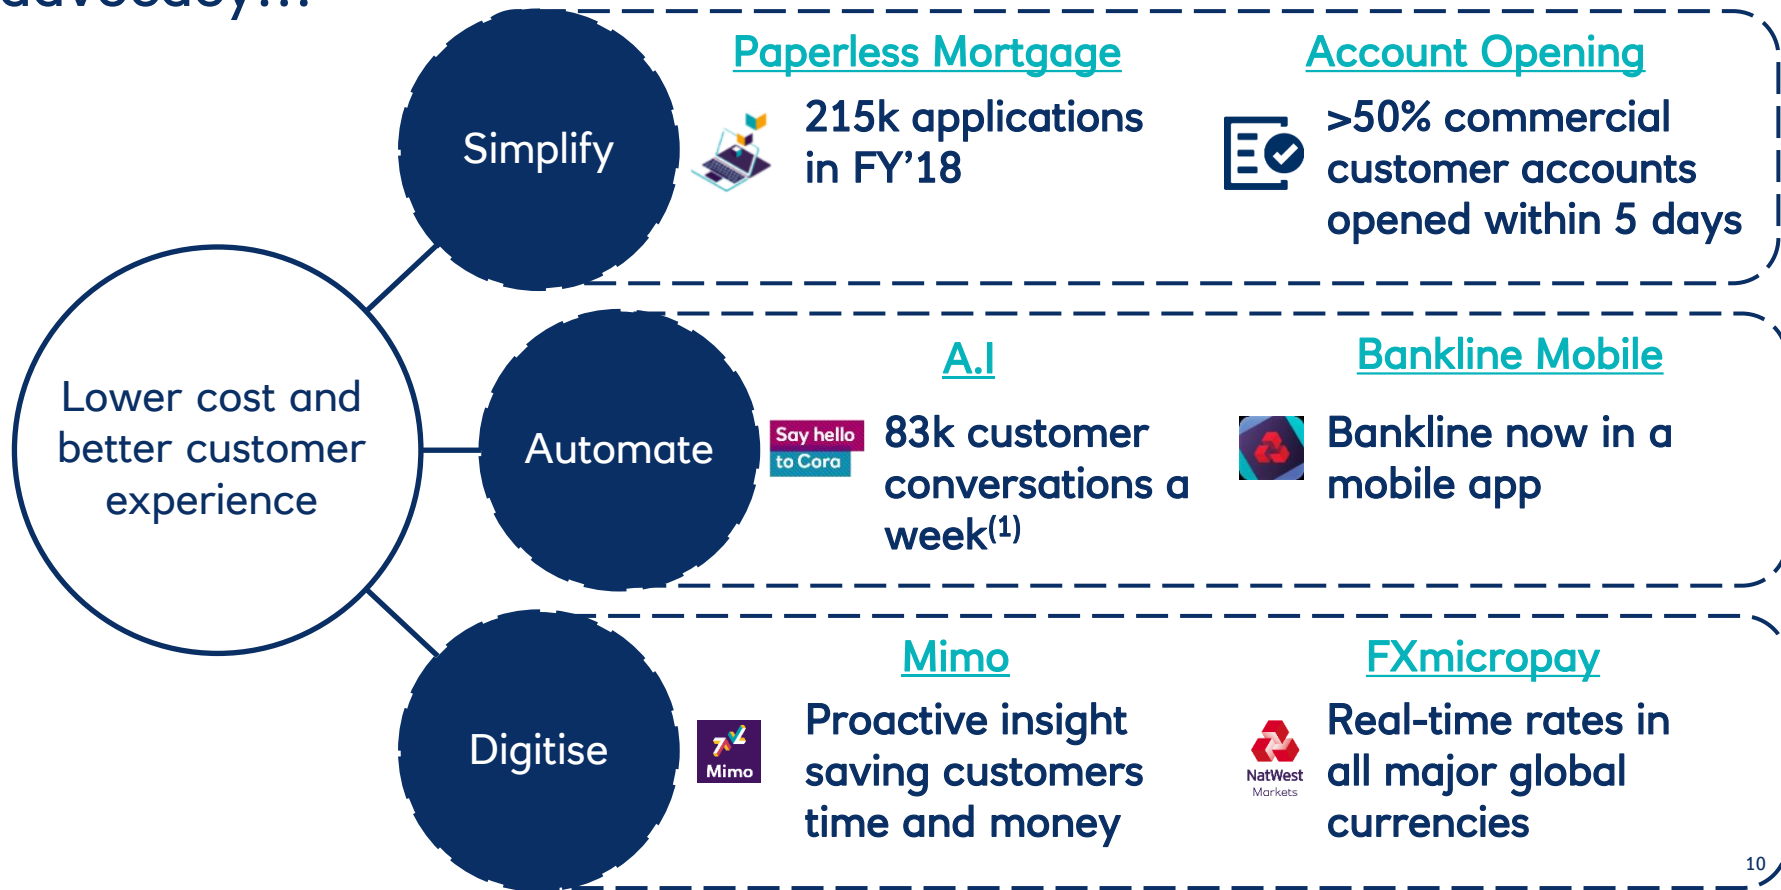 advocacy...
Simplify
Paperless Mortgage
215k applications
in FY'18
Account Opening
>50% commercial
customer accounts
opened within 5 days
Lower cost and
better customer
experience
Automate
A.I
Say hello
to Cora
83k customer
conversations a
week(1)
Bankline Mobile
Bankline now in a
mobile app
Digitise
Mimo
Mimo
Proactive insight
saving customers
time and money
FXmicropay
NatWest
Markets
Real-time rates in
all major global
currencies
10